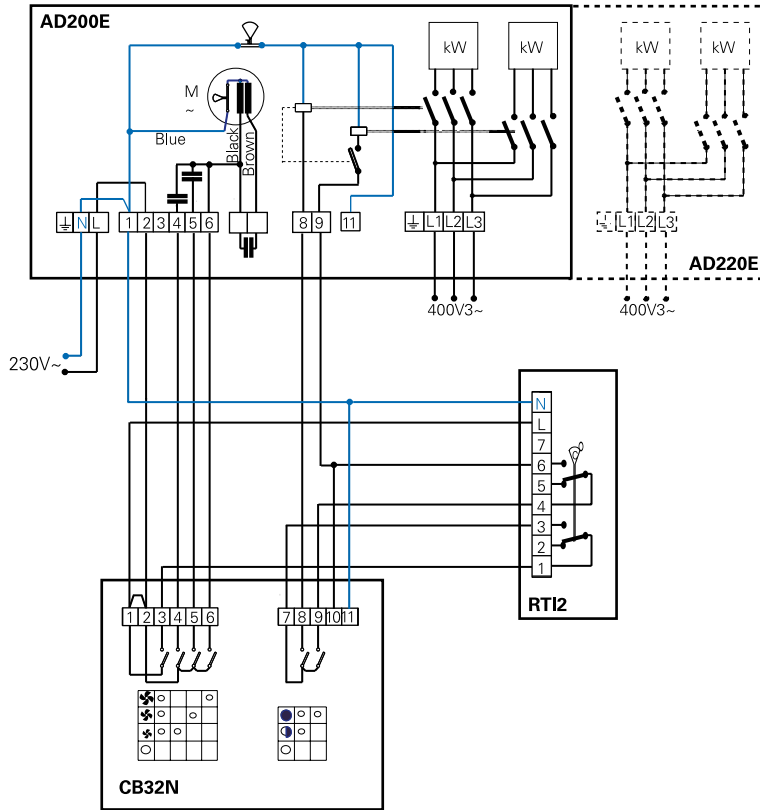 AD200E
kW kW kW kW
M
~
Blue
Black
Brown
N L 1 2 3 4 5 6 8 9 11 L1 L2 L3 L1 L2 L3
AD220E
400V3~ 400V3~
230V~
N
L
7
6
5
4
3
2
1
RTI2
1 2 3 4 5 6 7 8 9 10 11
CB32N